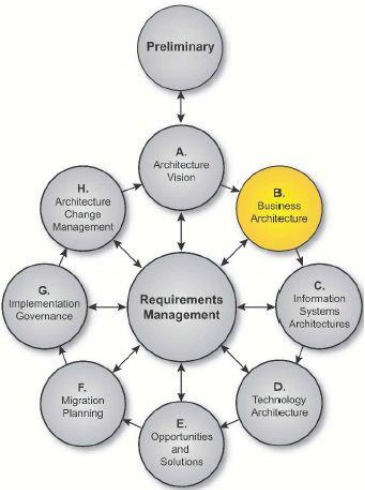 Preliminary
A.
Architecture
Vision
B.
Business
Architecture
C.
Information
Systems
Architectures
D.
Technology
Architecture
E.
Opportunities
and
Solutions
F.
Migration
Planning
G.
Implementation
Governance
H.
Architecture
Change
Management
Requirements
Management